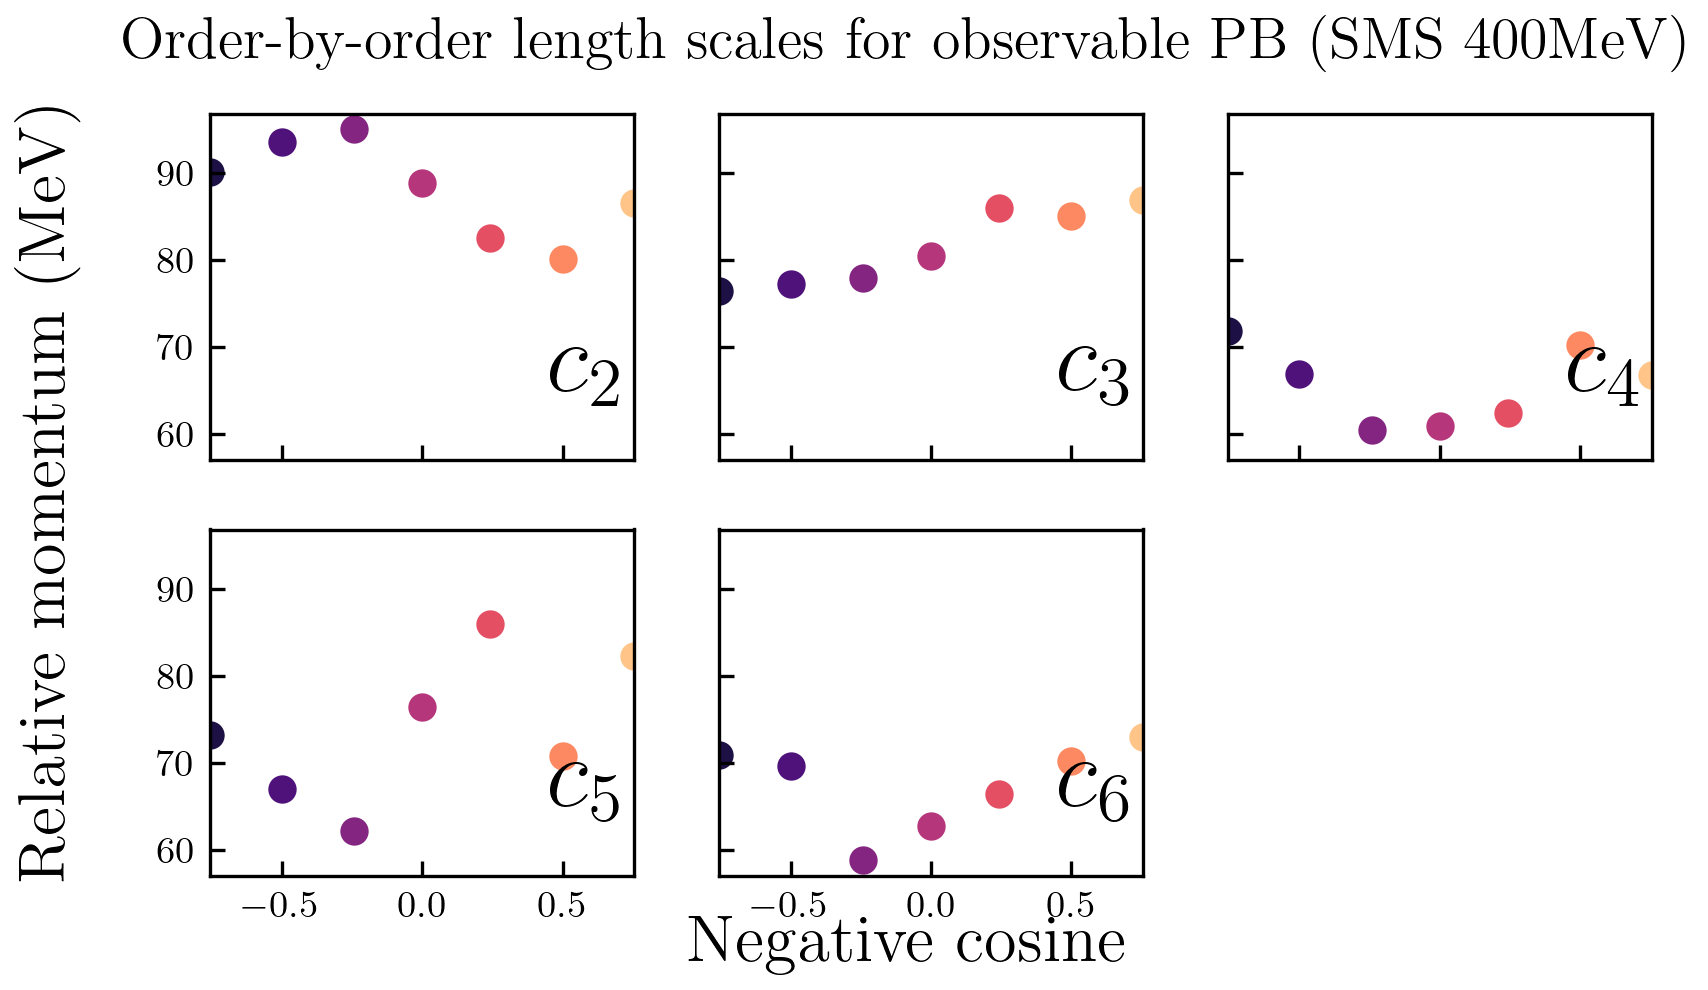 Order-by-order length scales for observable PB (SMS 400MeV)
Relative momentum (MeV)
90
80
70
60
c2
c3
c4
90
80
70
60
c5
c6
−0.5
0.0
0.5
−0.5
0.0
0.5
Negative cosine